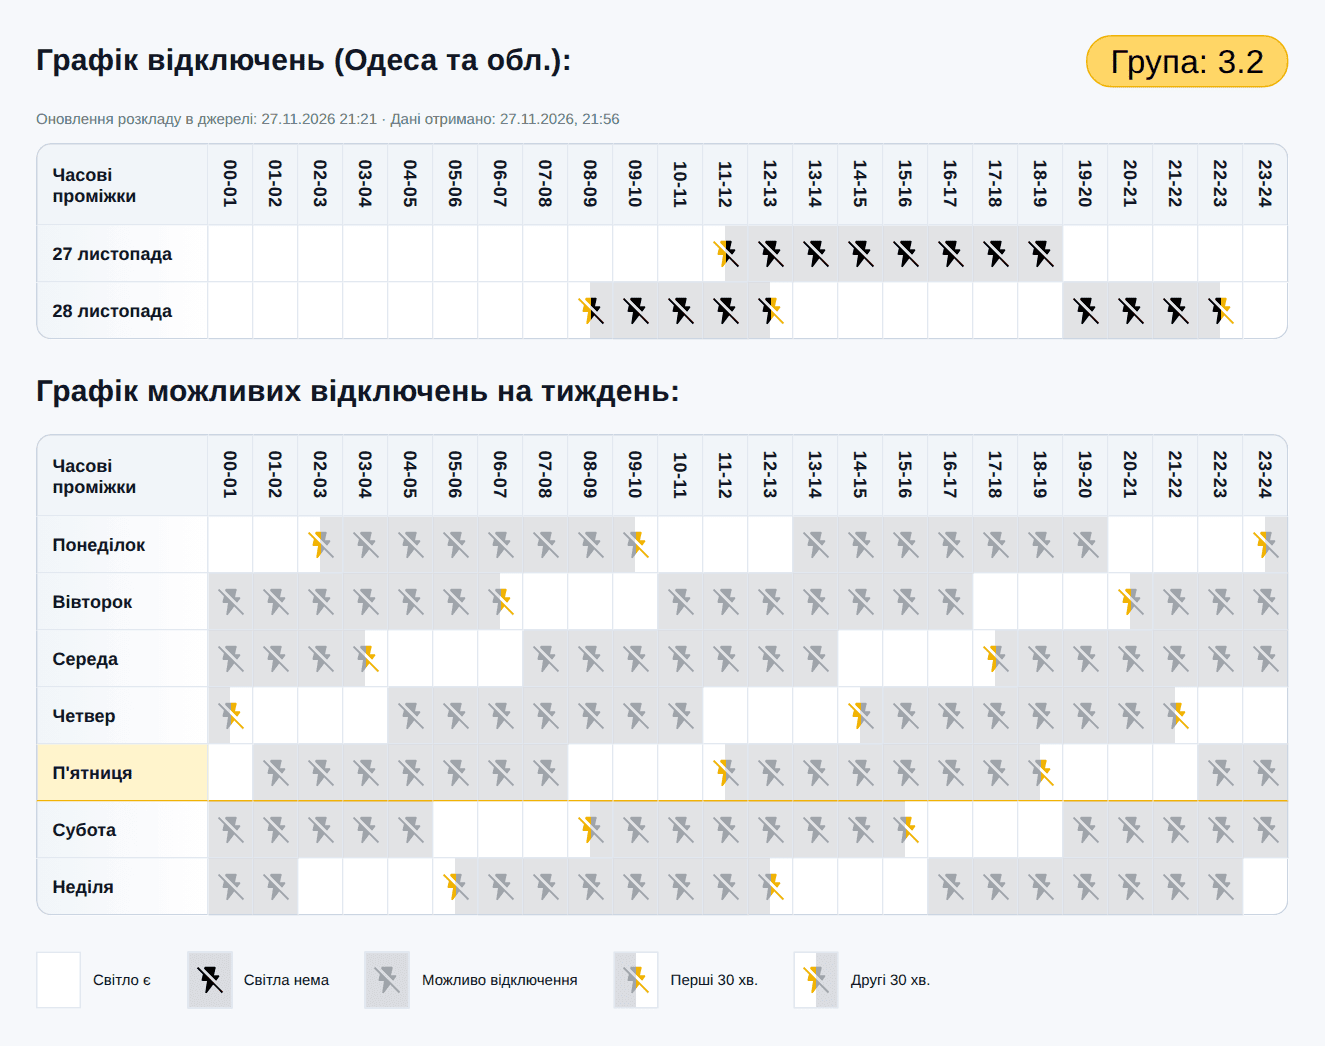 Графік відключень (Одеса та обл.):
Група: 3.2
Оновлення розкладу в джерелі: 27.11.2026 21:21 · Дані отримано: 27.11.2026, 21:56
Часові проміжки 00-01 01-02 02-03 03-04 04-05 05-06 06-07 07-08 08-09 09-10 10-11 11-12 12-13 13-14 14-15 15-16 16-17 17-18 18-19 19-20 20-21 21-22 22-23 23-24
27 листопада
28 листопада
Графік можливих відключень на тиждень:
Часові проміжки 00-01 01-02 02-03 03-04 04-05 05-06 06-07 07-08 08-09 09-10 10-11 11-12 12-13 13-14 14-15 15-16 16-17 17-18 18-19 19-20 20-21 21-22 22-23 23-24
Понеділок
Вівторок
Середа
Четвер
П'ятниця
Субота
Неділя
Світло є Світла нема Можливо відключення Перші 30 хв. Другі 30 хв.